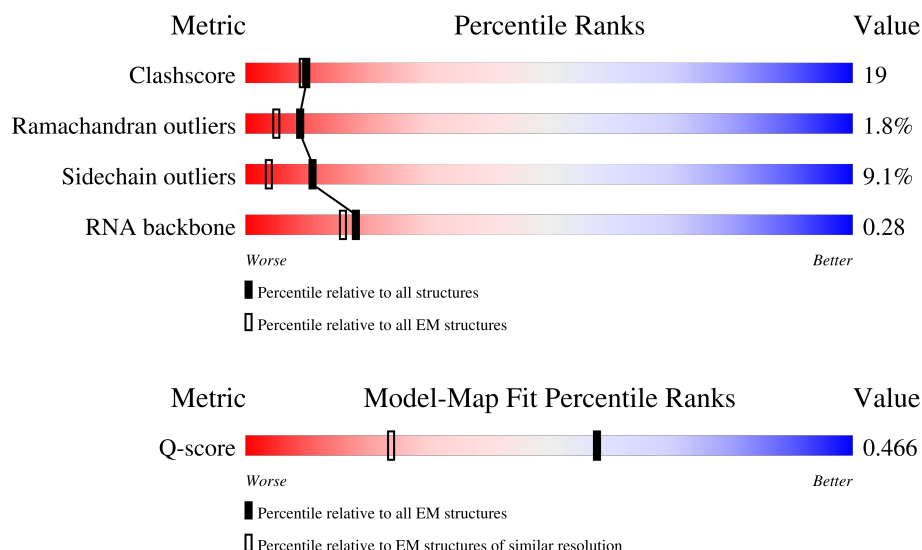 Metric Percentile Ranks Value
Clashscore 19
Ramachandran outliers 1.8%
Sidechain outliers 9.1%
RNA backbone 0.28
Worse Better
Percentile relative to all structures
Percentile relative to all EM structures
Metric Model-Map Fit Percentile Ranks Value
Q-score 0.466
Worse Better
Percentile relative to all EM structures
Percentile relative to EM structures of similar resolution